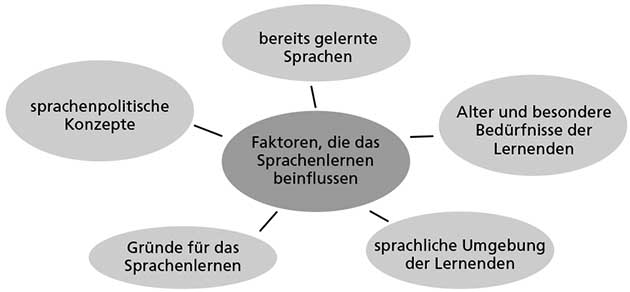 bereits gelernte
Sprachen
sprachenpolitische
Konzepte
Alter und besondere
Bedürfnisse der
Lernenden
Faktoren, die das
Sprachenlernen
beinflussen
Gründe für das
Sprachenlernen
sprachliche Umgebung
der Lernenden